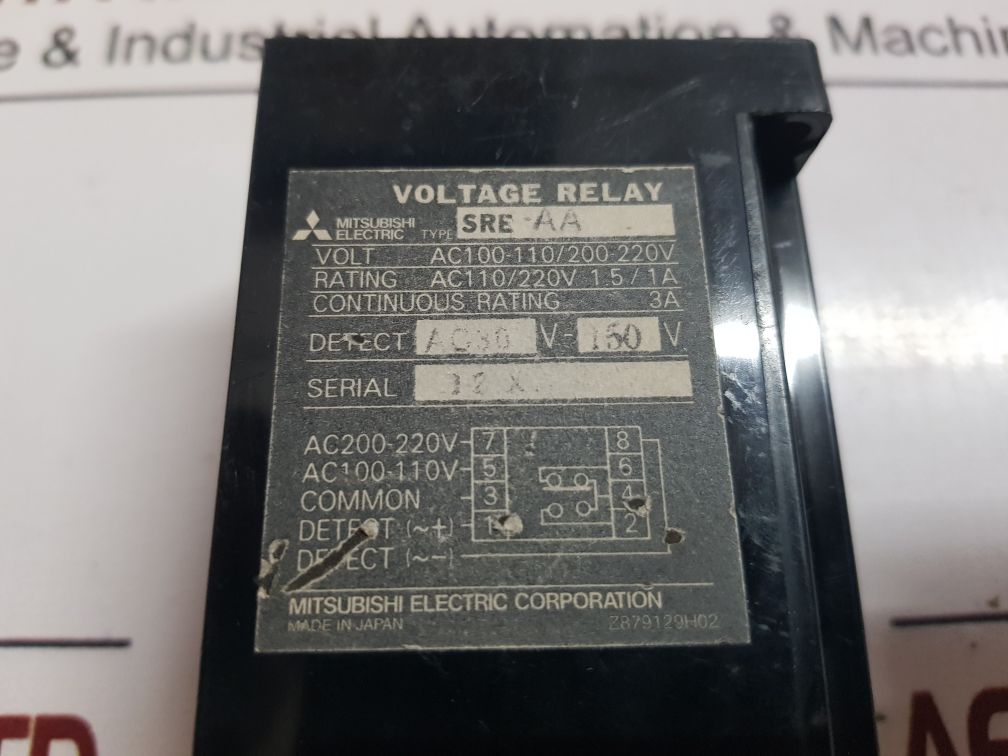 & Industrial Automation & Machin
VOLTAGE RELAY
MITSUBISHI ELECTRIC TYPE SRE-AA
VOLT AC100-110/200-220V
RATING AC110/220V 1.5/1A
CONTINUOUS RATING 3A
DETECT V-150 V
SERIAL
AC200-220V 7 8
AC100-110V 5 6
COMMON 3 4
DETECT (~+) 1 2
DETECT (~-)
MITSUBISHI ELECTRIC CORPORATION
MADE IN JAPAN Z879129H02